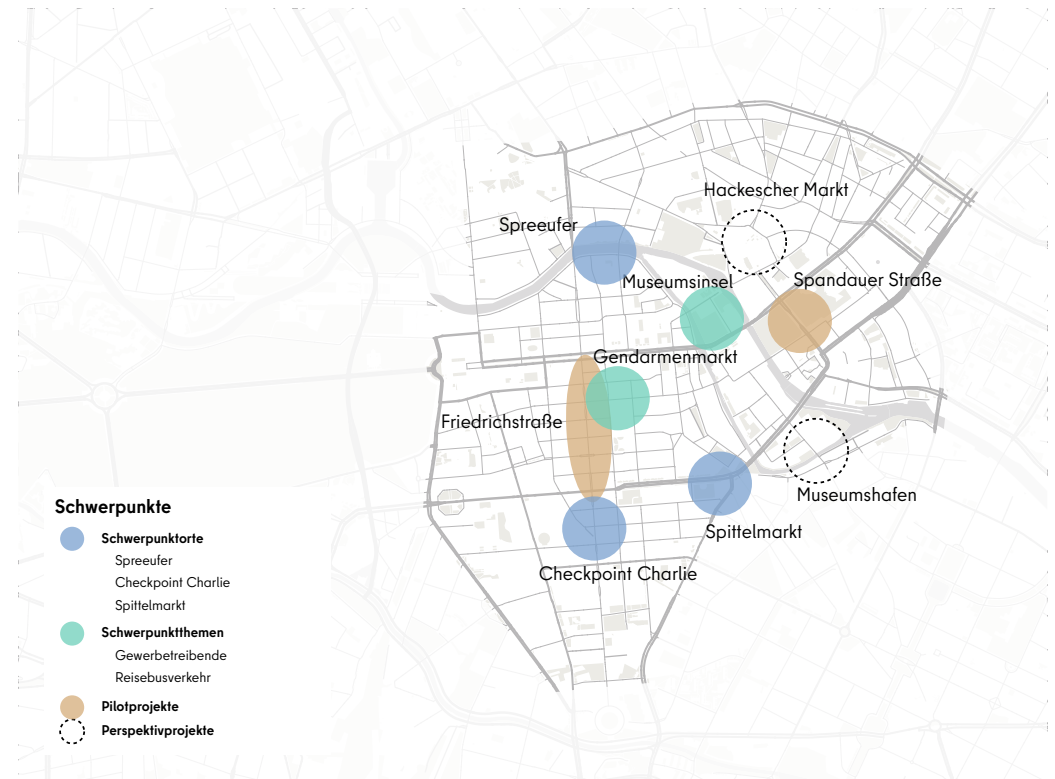 Hackescher Markt
Spreeufer
Museumsinsel
Spandauer Straße
Gendarmenmarkt
Friedrichstraße
Museumshafen
Spittelmarkt
Checkpoint Charlie
Schwerpunkte
Schwerpunktorte
Spreeufer
Checkpoint Charlie
Spittelmarkt
Schwerpunktthemen
Gewerbetreibende
Reisebusverkehr
Pilotprojekte
Perspektivprojekte